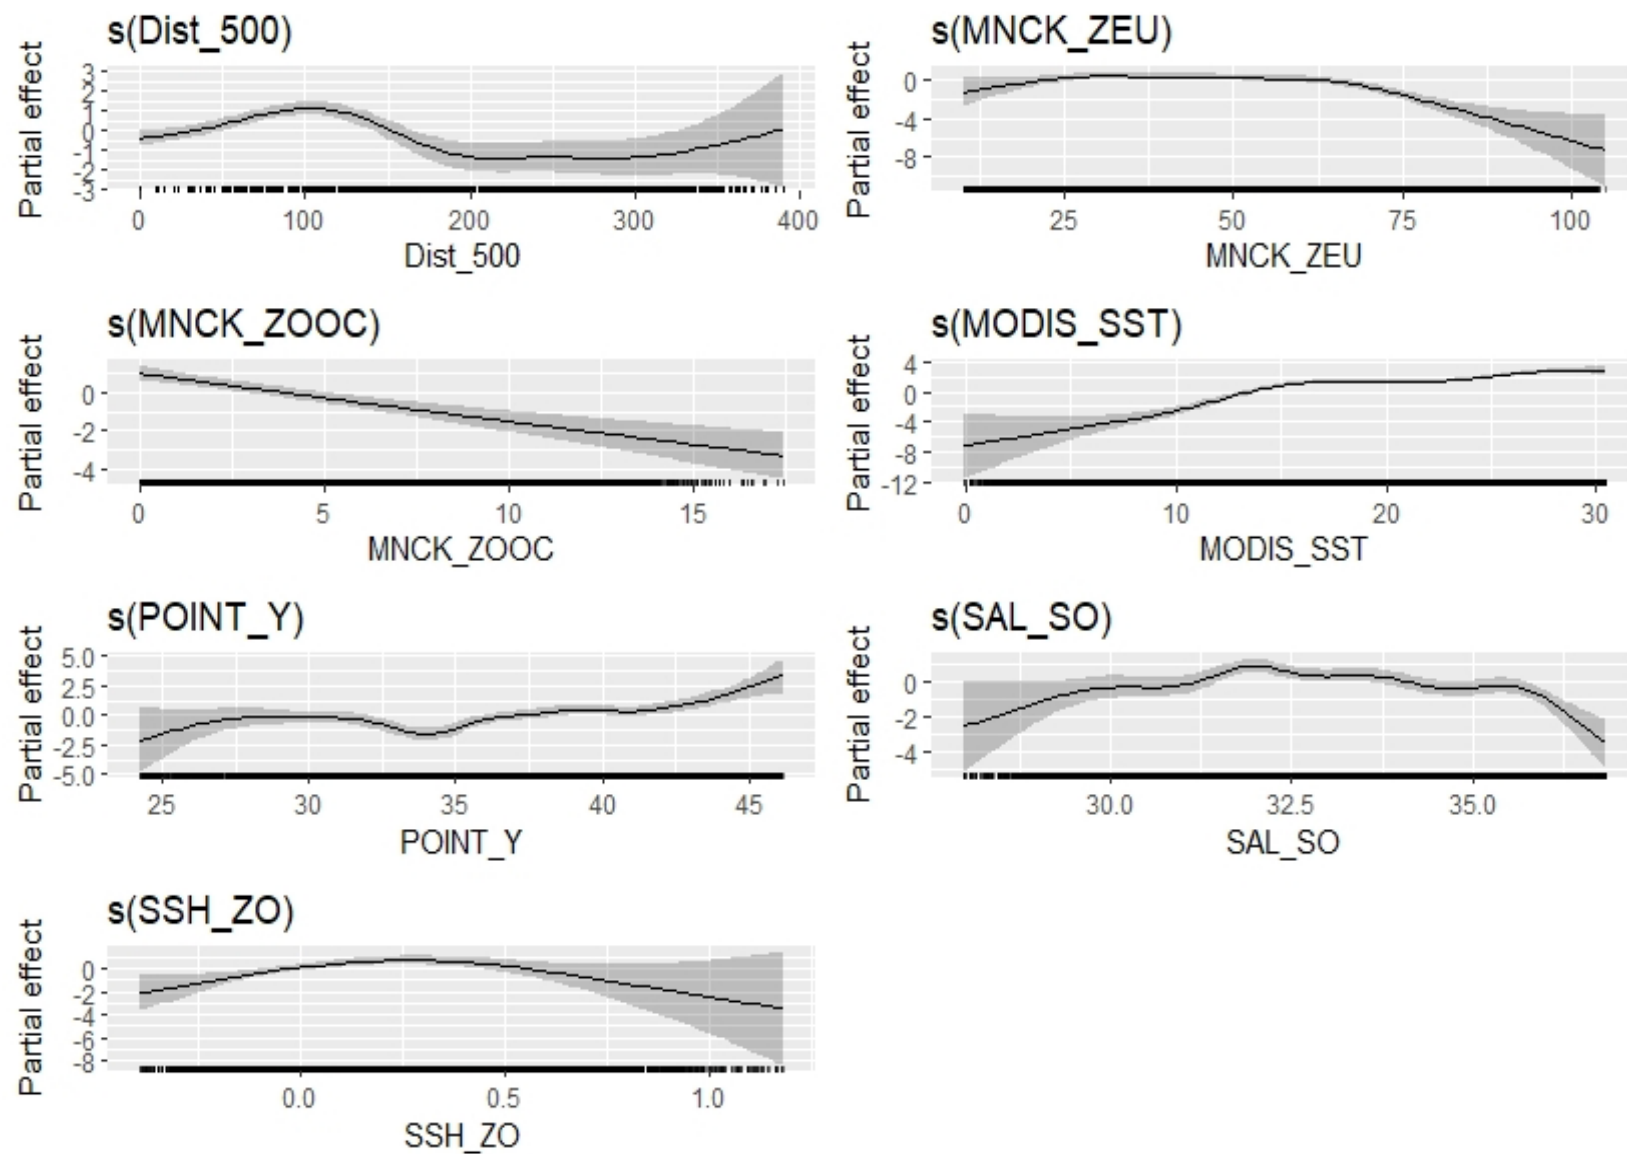 s(Dist_500)
Partial effect
3
2
1
0
-1
-2
-3
0 100 200 300 400
Dist_500
s(MNCK_ZEU)
Partial effect
0
-4
-8
25 50 75 100
MNCK_ZEU
s(MNCK_ZOOC)
Partial effect
0
-2
-4
0 5 10 15
MNCK_ZOOC
s(MODIS_SST)
Partial effect
4
0
-4
-8
-12
0 10 20 30
MODIS_SST
s(POINT_Y)
Partial effect
5.0
2.5
0.0
-2.5
-5.0
25 30 35 40 45
POINT_Y
s(SAL_SO)
Partial effect
0
-2
-4
30.0 32.5 35.0
SAL_SO
s(SSH_ZO)
Partial effect
0
-2
-4
-6
-8
0.0 0.5 1.0
SSH_ZO